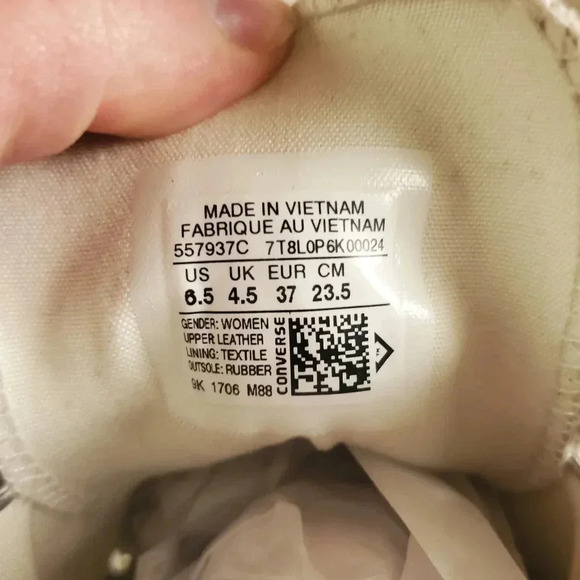 MADE IN VIETNAM
FABRIQUE AU VIETNAM
557937C 7T8L0P6K00024
US UK EUR CM
6.5 4.5 37 23.5
GENDER: WOMEN
UPPER LEATHER
LINING: TEXTILE
OUTSOLE: RUBBER
9K 1706 M88
CONVERSE